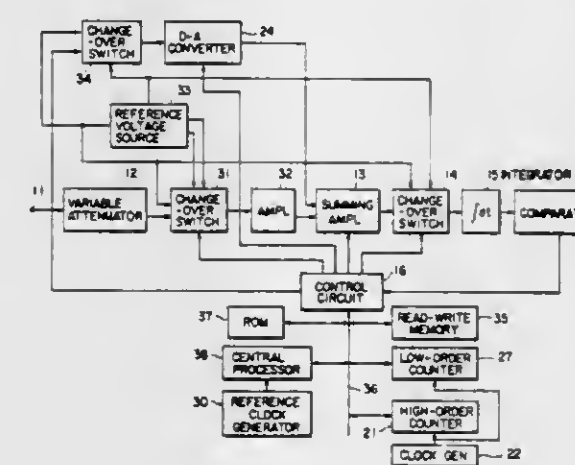 CHANGE
-OVER
SWITCH
34
D-A
CONVERTER
24
33
REFERENCE
VOLTAGE
SOURCE
11
12
VARIABLE
ATTENUATOR
31
CHANGE
-OVER
SWITCH
32
AMPL
13
SUMMING
AMPL
14
CHANGE
-OVER
SWITCH
15 INTEGRATOR
∫dt
COMPARAT
16
CONTROL
CIRCUIT
37
ROM
READ-WRITE
MEMORY
35
38
CENTRAL
PROCESSOR
LOW-ORDER
COUNTER
27
30
REFERENCE
CLOCK
GENERATOR
36
HIGH-ORDER
COUNTER
21
CLOCK GEN
22